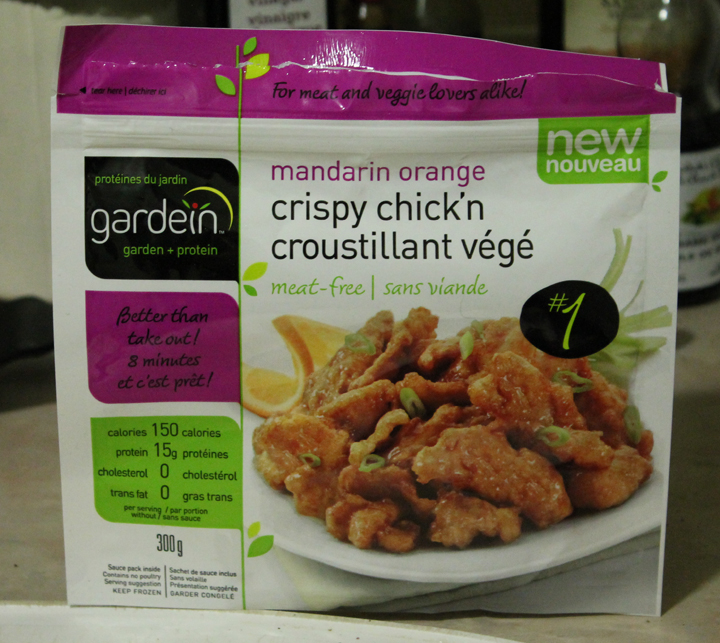 vinaigre
◄ tear here | déchirer ici
For meat and veggie lovers alike!
new
nouveau
protéines du jardin
gardein™
garden + protein
mandarin orange
crispy chick'n
croustillant végé
meat-free | sans viande
#1
Better than
take out!
8 minutes
et c'est prêt!
calories 150 calories
protein 15g protéines
cholesterol 0 cholestérol
trans fat 0 gras trans
per serving / par portion
without / sans sauce
300 g
Sauce pack inside
Contains no poultry
Serving suggestion
KEEP FROZEN
Sachet de sauce inclus
Sans volaille
Présentation suggérée
GARDER CONGELÉ